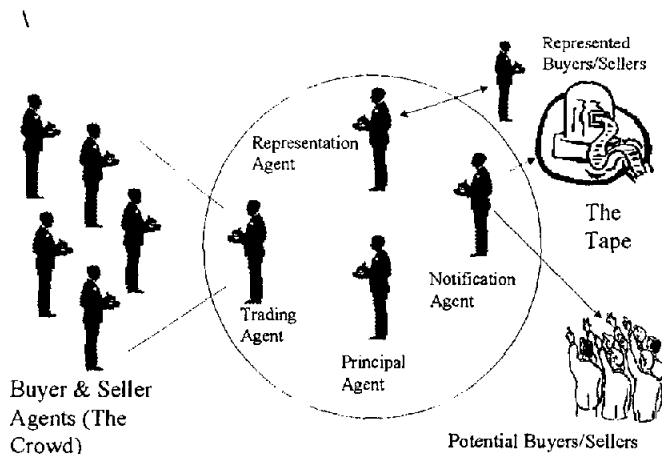 Represented
Buyers/Sellers
Representation
Agent
The
Tape
Notification
Agent
Trading
Agent
Principal
Agent
Buyer & Seller
Agents (The
Crowd)
Potential Buyers/Sellers